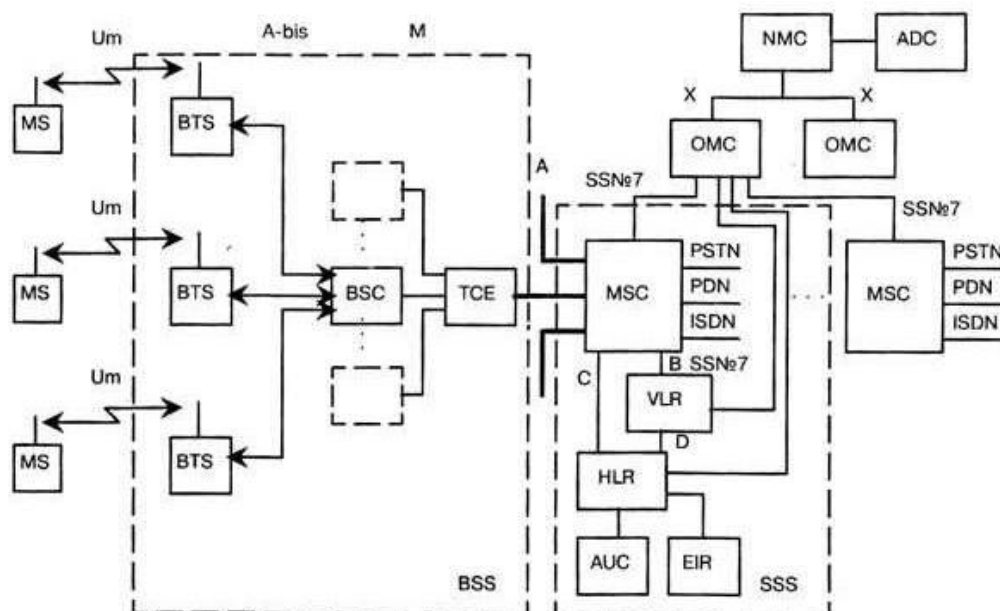 Um
A-bis
M
NMC
ADC
MS
BTS
X
X
OMC
OMC
A
SS№7
SS№7
Um
MS
BTS
BSC
TCE
MSC
PSTN
PDN
ISDN
MSC
PSTN
PDN
ISDN
C
B
SS№7
VLR
D
Um
MS
BTS
HLR
AUC
EIR
BSS
SSS